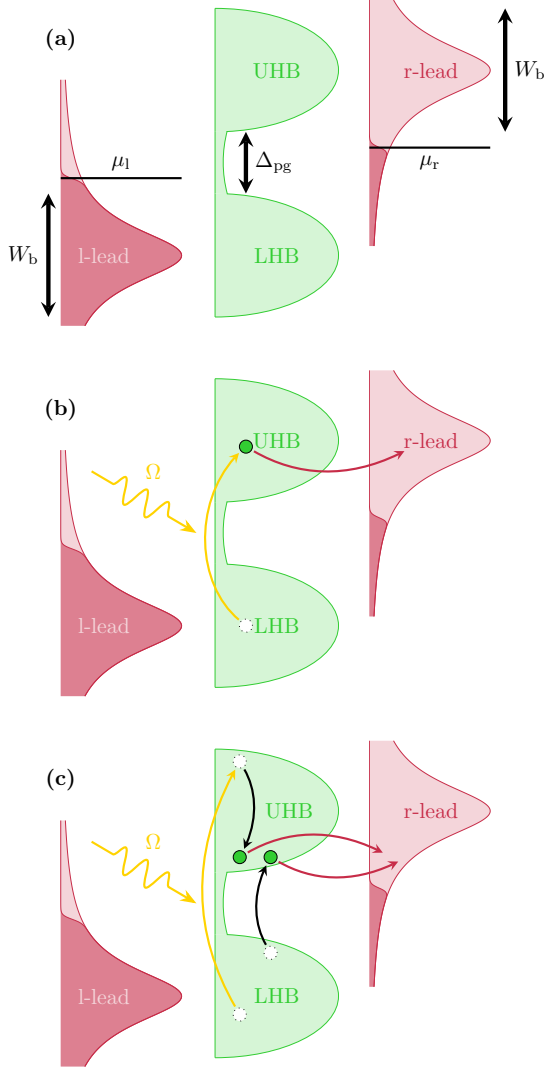 (a)
UHB
r-lead
W_b
μ_l
Δ_pg
μ_r
W_b
l-lead
LHB
(b)
UHB
r-lead
Ω
l-lead
LHB
(c)
UHB
r-lead
Ω
l-lead
LHB